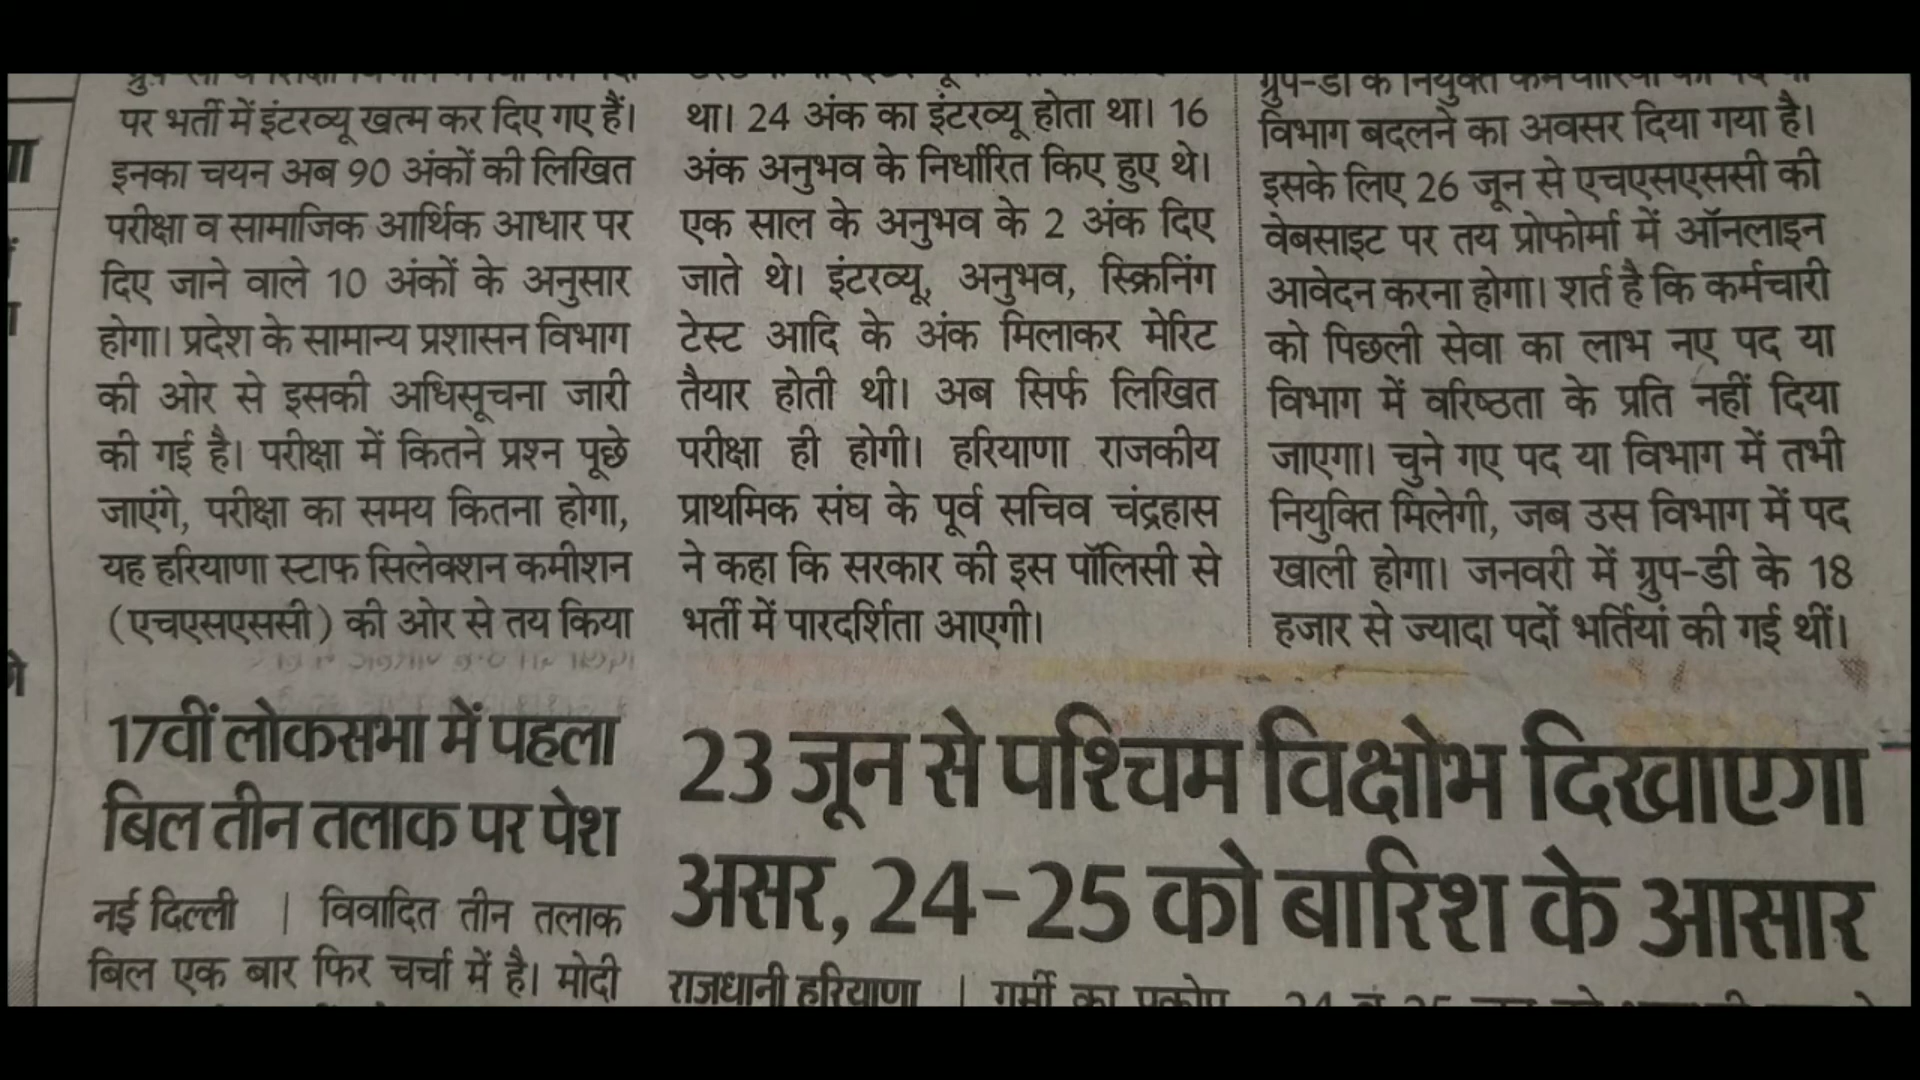 पर भर्ती में इंटरव्यू खत्म कर दिए गए हैं।
इनका चयन अब 90 अंकों की लिखित
परीक्षा व सामाजिक आर्थिक आधार पर
दिए जाने वाले 10 अंकों के अनुसार
होगा। प्रदेश के सामान्य प्रशासन विभाग
की ओर से इसकी अधिसूचना जारी
की गई है। परीक्षा में कितने प्रश्न पूछे
जाएंगे, परीक्षा का समय कितना होगा,
यह हरियाणा स्टाफ सिलेक्शन कमीशन
(एचएसएससी) की ओर से तय किया
था। 24 अंक का इंटरव्यू होता था। 16
अंक अनुभव के निर्धारित किए हुए थे।
एक साल के अनुभव के 2 अंक दिए
जाते थे। इंटरव्यू, अनुभव, स्क्रिनिंग
टेस्ट आदि के अंक मिलाकर मेरिट
तैयार होती थी। अब सिर्फ लिखित
परीक्षा ही होगी। हरियाणा राजकीय
प्राथमिक संघ के पूर्व सचिव चंद्रहास
ने कहा कि सरकार की इस पॉलिसी से
भर्ती में पारदर्शिता आएगी।
ग्रुप-डी के नियुक्त कर्मचारियों को
विभाग बदलने का अवसर दिया गया है।
इसके लिए 26 जून से एचएसएससी की
वेबसाइट पर तय प्रोफोर्मा में ऑनलाइन
आवेदन करना होगा। शर्त है कि कर्मचारी
को पिछली सेवा का लाभ नए पद या
विभाग में वरिष्ठता के प्रति नहीं दिया
जाएगा। चुने गए पद या विभाग में तभी
नियुक्ति मिलेगी, जब उस विभाग में पद
खाली होगा। जनवरी में ग्रुप-डी के 18
हजार से ज्यादा पदों भर्तियां की गई थीं।
17वीं लोकसभा में पहला
बिल तीन तलाक पर पेश
नई दिल्ली | विवादित तीन तलाक
बिल एक बार फिर चर्चा में है। मोदी
23 जून से पश्चिम विक्षोभ दिखाएगा
असर, 24-25 को बारिश के आसार
राजधानी हरियाणा | गर्मी का प्रकोप